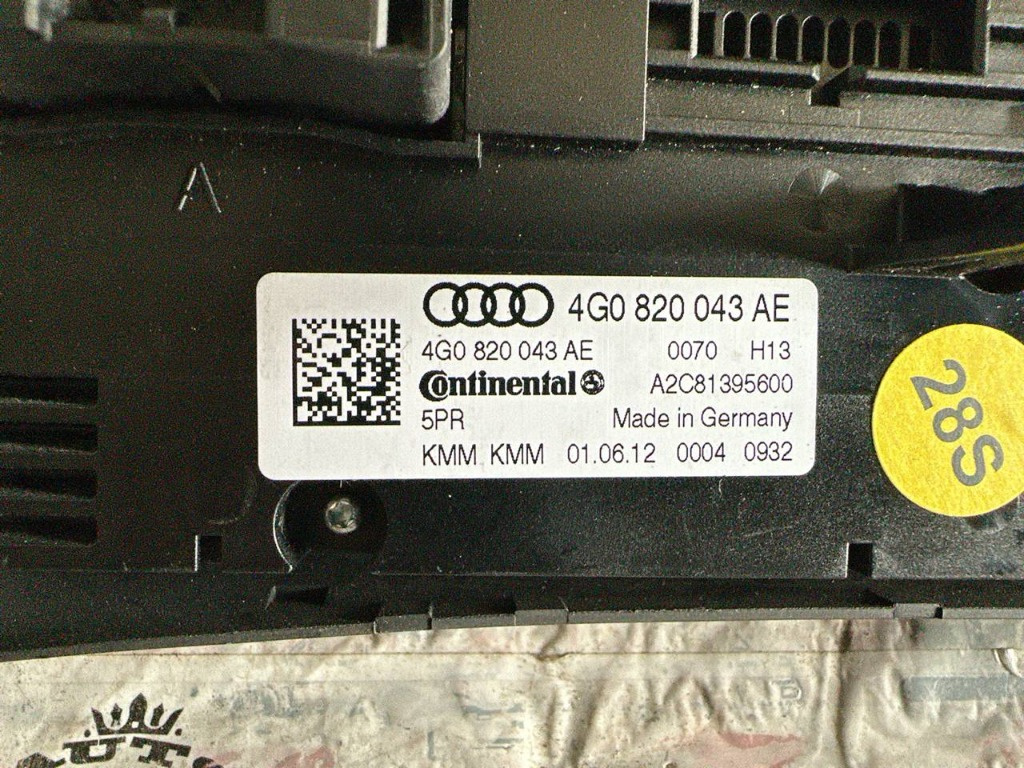 4G0 820 043 AE
4G0 820 043 AE 0070 H13
Continental A2C81395600
5PR Made in Germany
KMM KMM 01.06.12 0004 0932
28S